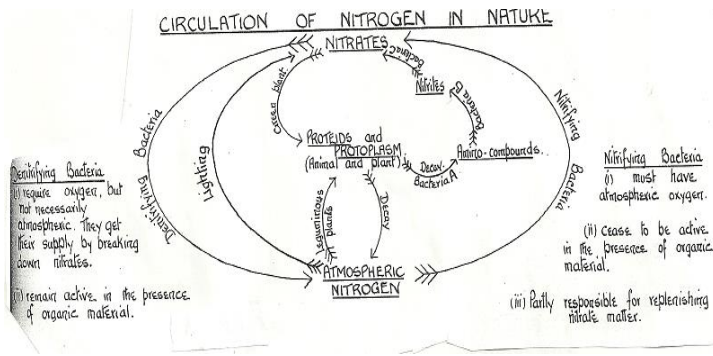 CIRCULATION OF NITROGEN IN NATURE
NITRATES
Bacteria C
Nitrites
Bacteria B
Green plant
PROTEIDS and
PROTOPLASM
(Animal and plant)
Decay
Bacteria A
Amino-compounds.
Denitifying Bacteria
Lighting
Leguminous
plants
Decay
Nitrifying
Bacteria
ATMOSPHERIC
NITROGEN
Denitifying Bacteria
(i) require oxygen, but
not necessarily
atmospheric. They get
their supply by breaking
down nitrates.
(ii) remain active in the presence
of organic material.
Nitrifying Bacteria
(i) must have
atmospheric oxygen.
(ii) cease to be active
in the presence of organic
material.
(iii) Partly responsible for replenishing
nitrate matter.